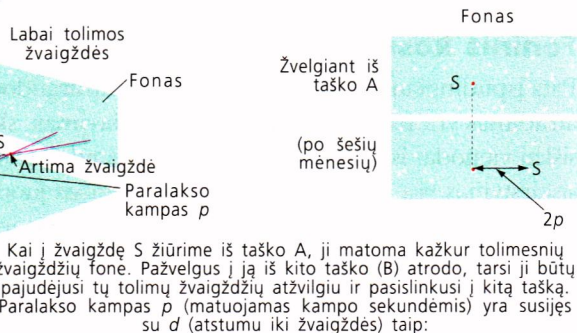 Labai tolimos
žvaigždės
Fonas
S
Artima žvaigždė
Paralakso
kampas p
Fonas
Žvelgiant iš
taško A
S
(po šešių
mėnesių)
S
2p
Kai į žvaigždę S žiūrime iš taško A, ji matoma kažkur tolimesnių
žvaigždžių fone. Pažvelgus į ją iš kito taško (B) atrodo, tarsi ji būtų
pajudėjusi tų tolimų žvaigždžių atžvilgiu ir pasislinkusi į kitą tašką.
Paralakso kampas p (matuojamas kampo sekundėmis) yra susijęs
su d (atstumu iki žvaigždės) taip: